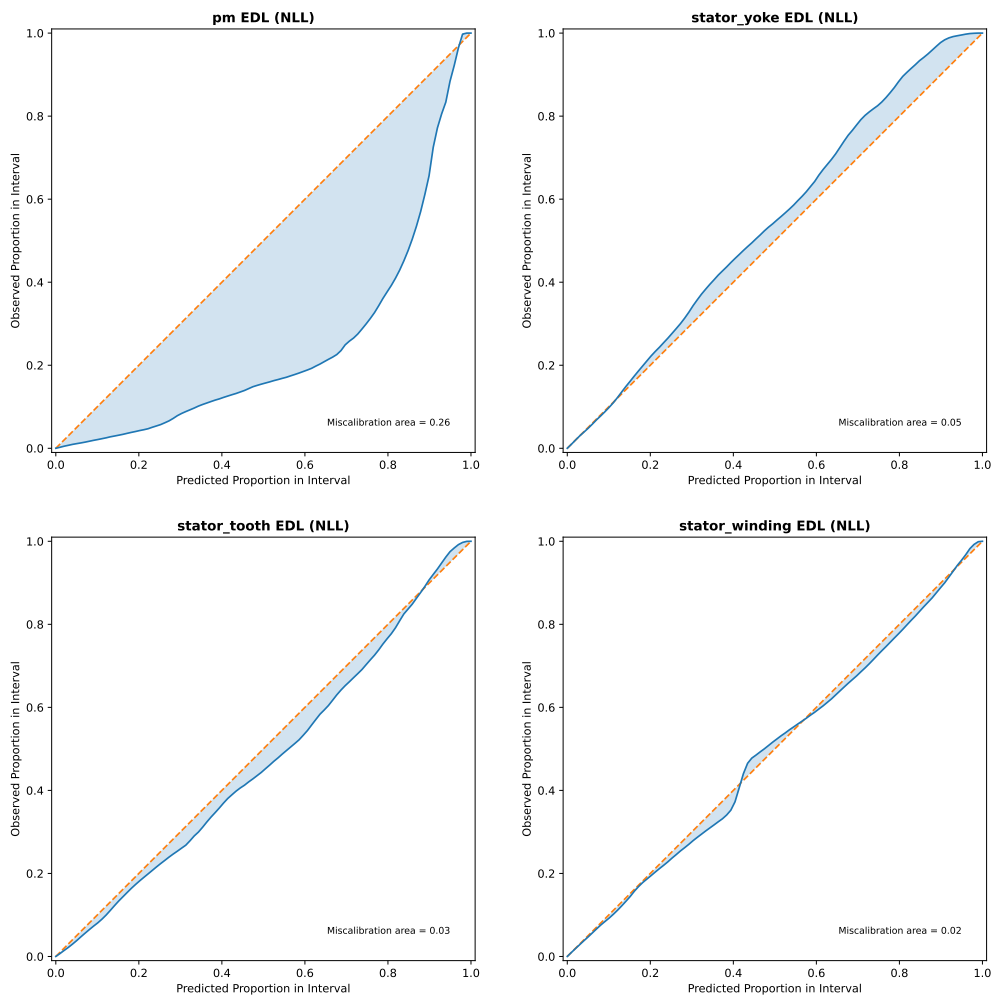 pm EDL (NLL)
1.0
0.8
0.6
0.4
0.2
0.0
Observed Proportion in Interval
Miscalibration area = 0.26
0.0 0.2 0.4 0.6 0.8 1.0
Predicted Proportion in Interval
stator_yoke EDL (NLL)
1.0
0.8
0.6
0.4
0.2
0.0
Observed Proportion in Interval
Miscalibration area = 0.05
0.0 0.2 0.4 0.6 0.8 1.0
Predicted Proportion in Interval
stator_tooth EDL (NLL)
1.0
0.8
0.6
0.4
0.2
0.0
Observed Proportion in Interval
Miscalibration area = 0.03
0.0 0.2 0.4 0.6 0.8 1.0
Predicted Proportion in Interval
stator_winding EDL (NLL)
1.0
0.8
0.6
0.4
0.2
0.0
Observed Proportion in Interval
Miscalibration area = 0.02
0.0 0.2 0.4 0.6 0.8 1.0
Predicted Proportion in Interval